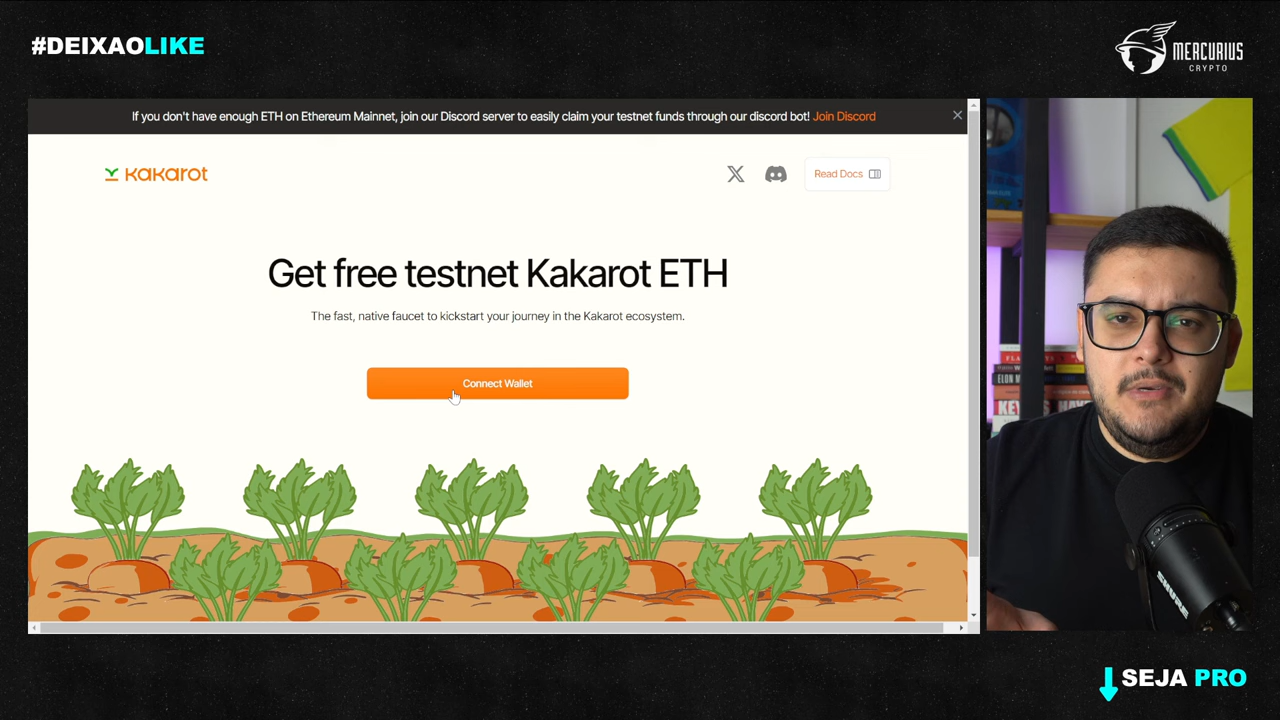 #DEIXAOLIKE
MERCURIUS
CRYPTO
If you don't have enough ETH on Ethereum Mainnet, join our Discord server to easily claim your testnet funds through our discord bot! Join Discord
kakarot
Read Docs
Get free testnet Kakarot ETH
The fast, native faucet to kickstart your journey in the Kakarot ecosystem.
Connect Wallet
ELON
SHURE
SEJA PRO